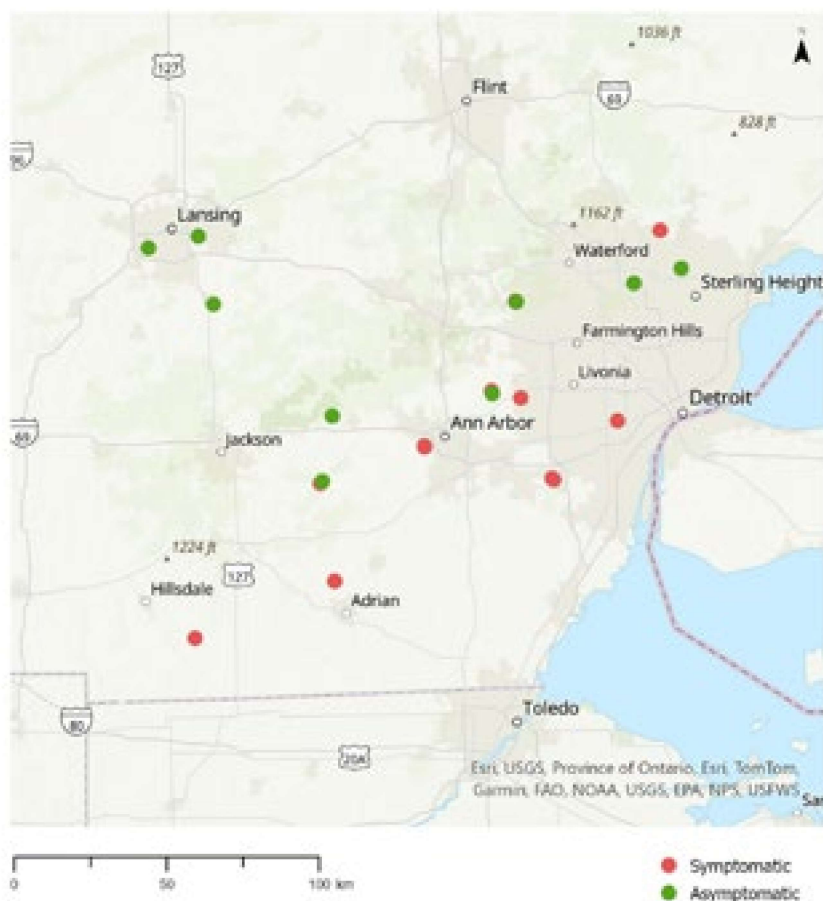 N
1036 ft
127
Flint
69
828 ft
Lansing
1162 ft
Waterford
Sterling Height
Farmington Hills
Livonia
Detroit
Ann Arbor
Jackson
69
1224 ft
127
Hillsdale
Adrian
80
Toledo
20A
Esri, USGS, Province of Ontario, Esri, TomTom,
Garmin, FAO, NOAA, USGS, EPA, NPS, USFWS
San
0 50 100 km
Symptomatic
Asymptomatic